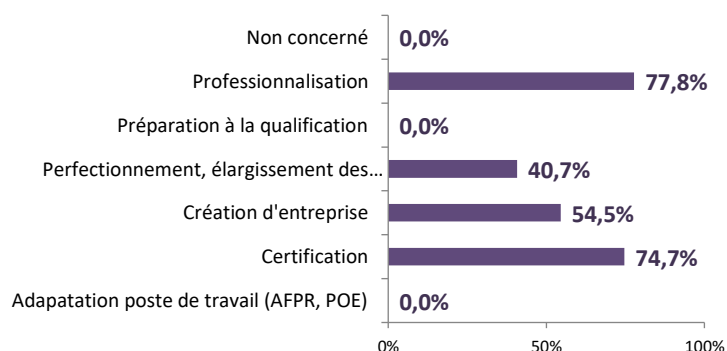 Non concerné 0,0%
Professionnalisation 77,8%
Préparation à la qualification 0,0%
Perfectionnement, élargissement des... 40,7%
Création d'entreprise 54,5%
Certification 74,7%
Adapatation poste de travail (AFPR, POE) 0,0%
0% 50% 100%